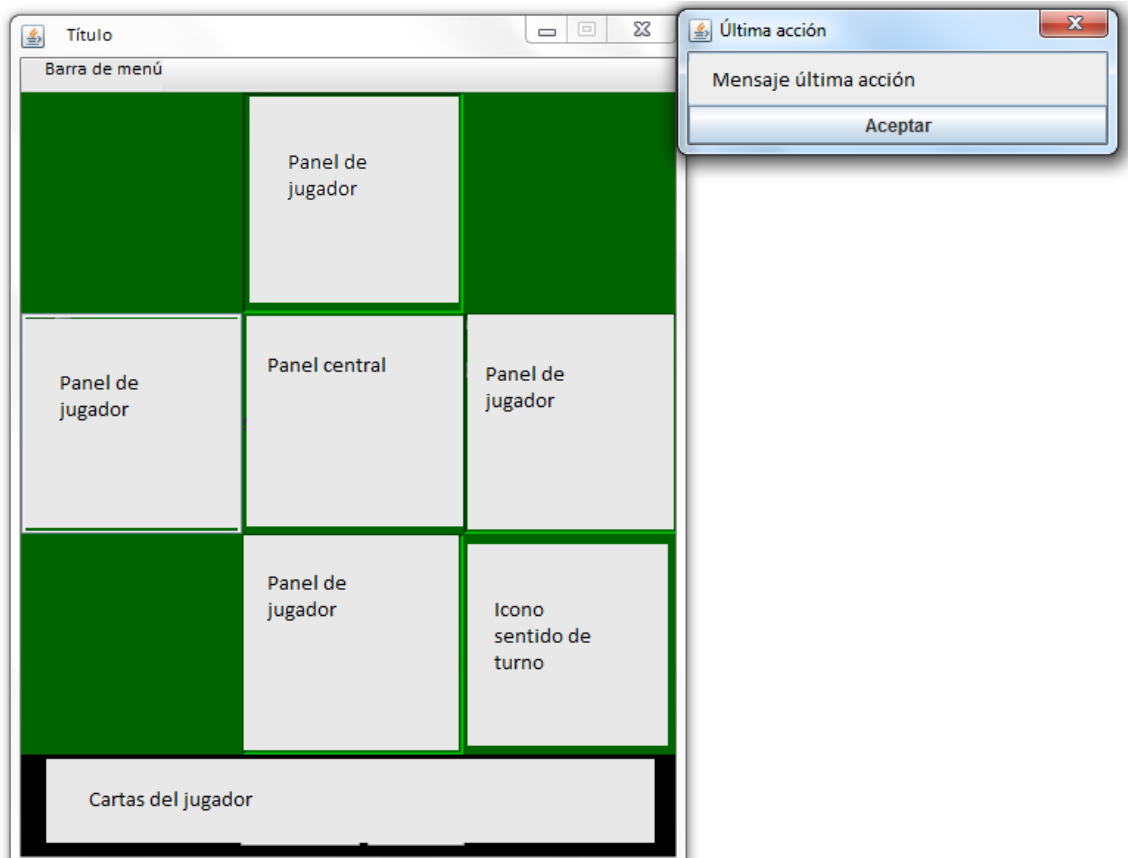 Título
Barra de menú
Última acción
Mensaje última acción
Aceptar
Panel de
jugador
Panel de
jugador
Panel central
Panel de
jugador
Panel de
jugador
Icono
sentido de
turno
Cartas del jugador